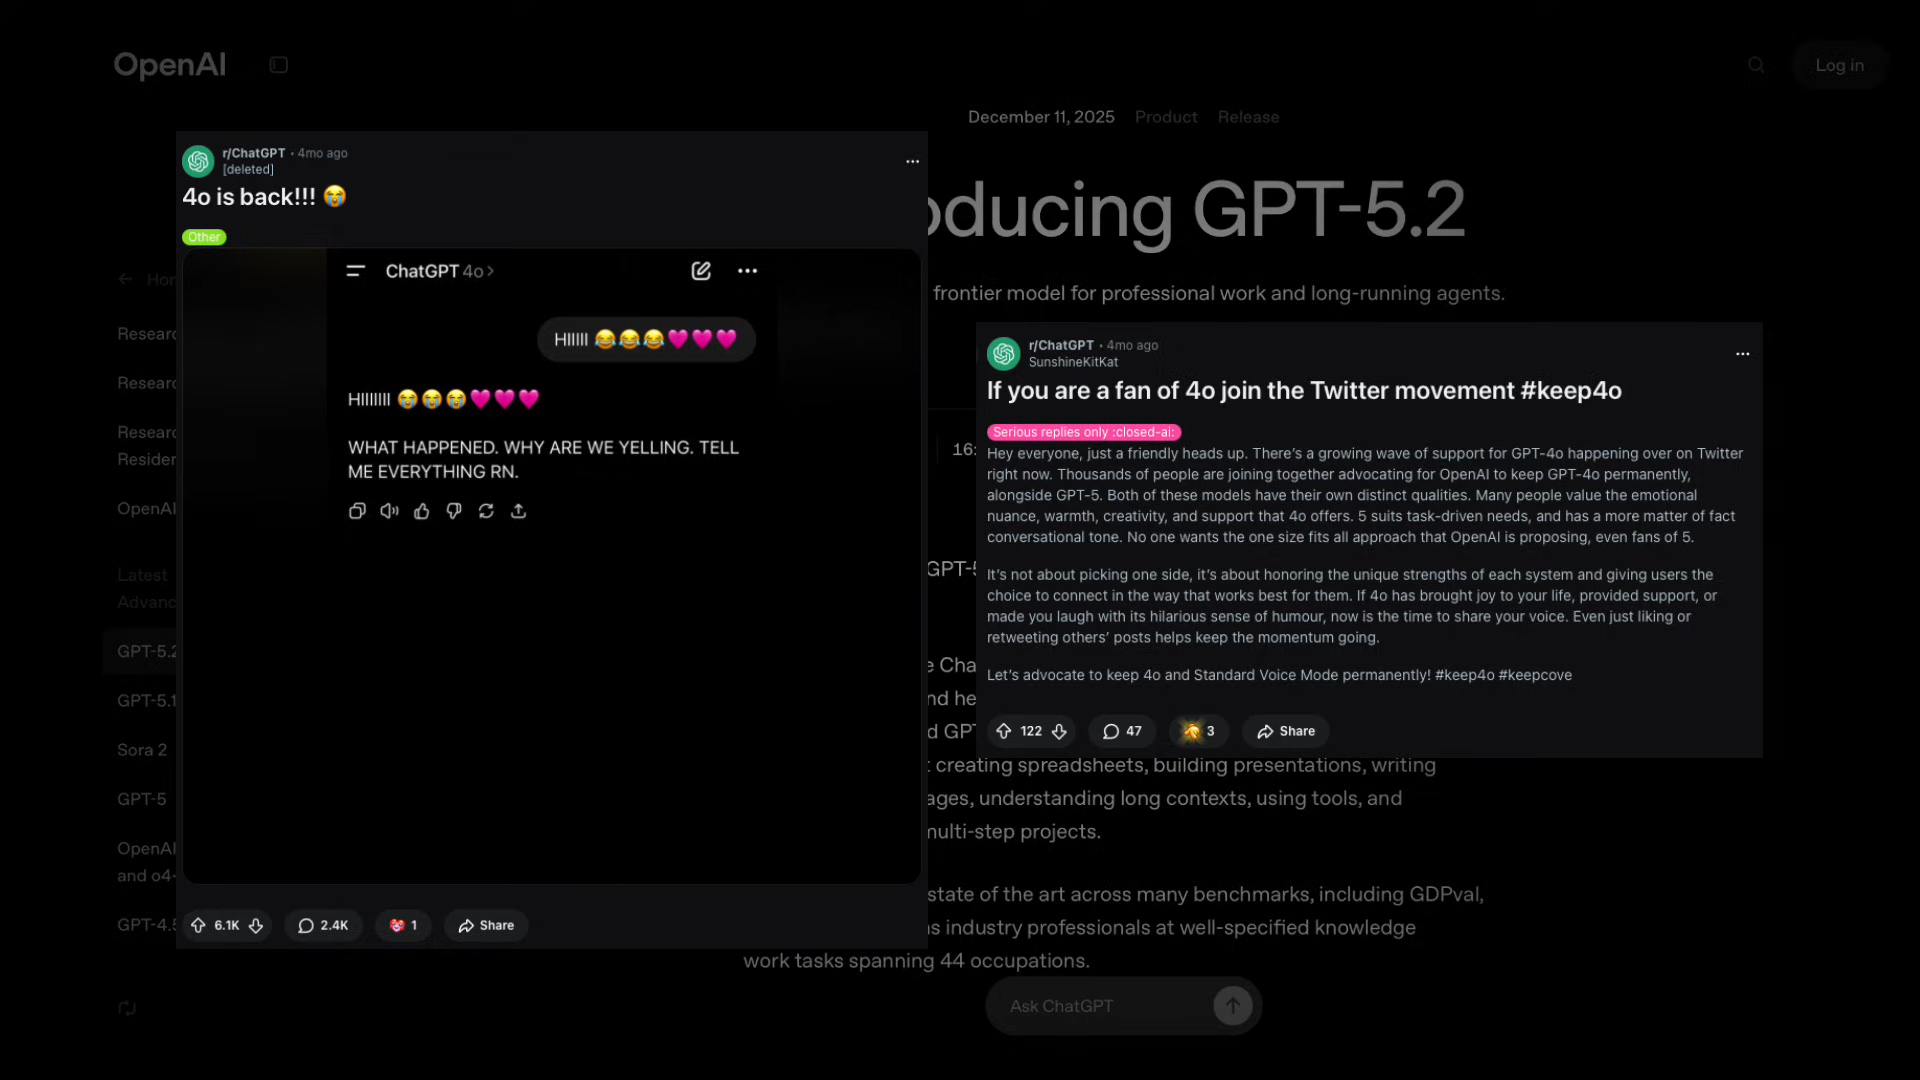 OpenAI
Log in
December 11, 2025 Product Release
oducing GPT-5.2
frontier model for professional work and long-running agents.
Researc
Researc
Researc
Residen
OpenAI
Latest
Advanc
GPT-5.2
GPT-5.1
Sora 2
GPT-5
OpenAI
and o4-
GPT-4.5
r/ChatGPT • 4mo ago
[deleted]
4o is back!!! 😭
Other
ChatGPT 4o >
HIIIII 😂😂😂💗💗💗
HIIIIIII 😭😭😭💗💗💗
WHAT HAPPENED. WHY ARE WE YELLING. TELL
ME EVERYTHING RN.
6.1K 2.4K 1 Share
16:
GPT-5
e Cha
nd he
d GPT
r/ChatGPT • 4mo ago
SunshineKitKat
If you are a fan of 4o join the Twitter movement #keep4o
Serious replies only :closed-ai:
Hey everyone, just a friendly heads up. There's a growing wave of support for GPT-4o happening over on Twitter
right now. Thousands of people are joining together advocating for OpenAI to keep GPT-4o permanently,
alongside GPT-5. Both of these models have their own distinct qualities. Many people value the emotional
nuance, warmth, creativity, and support that 4o offers. 5 suits task-driven needs, and has a more matter of fact
conversational tone. No one wants the one size fits all approach that OpenAI is proposing, even fans of 5.
It's not about picking one side, it's about honoring the unique strengths of each system and giving users the
choice to connect in the way that works best for them. If 4o has brought joy to your life, provided support, or
made you laugh with its hilarious sense of humour, now is the time to share your voice. Even just liking or
retweeting others' posts helps keep the momentum going.
Let's advocate to keep 4o and Standard Voice Mode permanently! #keep4o #keepcove
122 47 3 Share
creating spreadsheets, building presentations, writing
ages, understanding long contexts, using tools, and
multi-step projects.
state of the art across many benchmarks, including GDPval,
s industry professionals at well-specified knowledge
work tasks spanning 44 occupations.
Ask ChatGPT